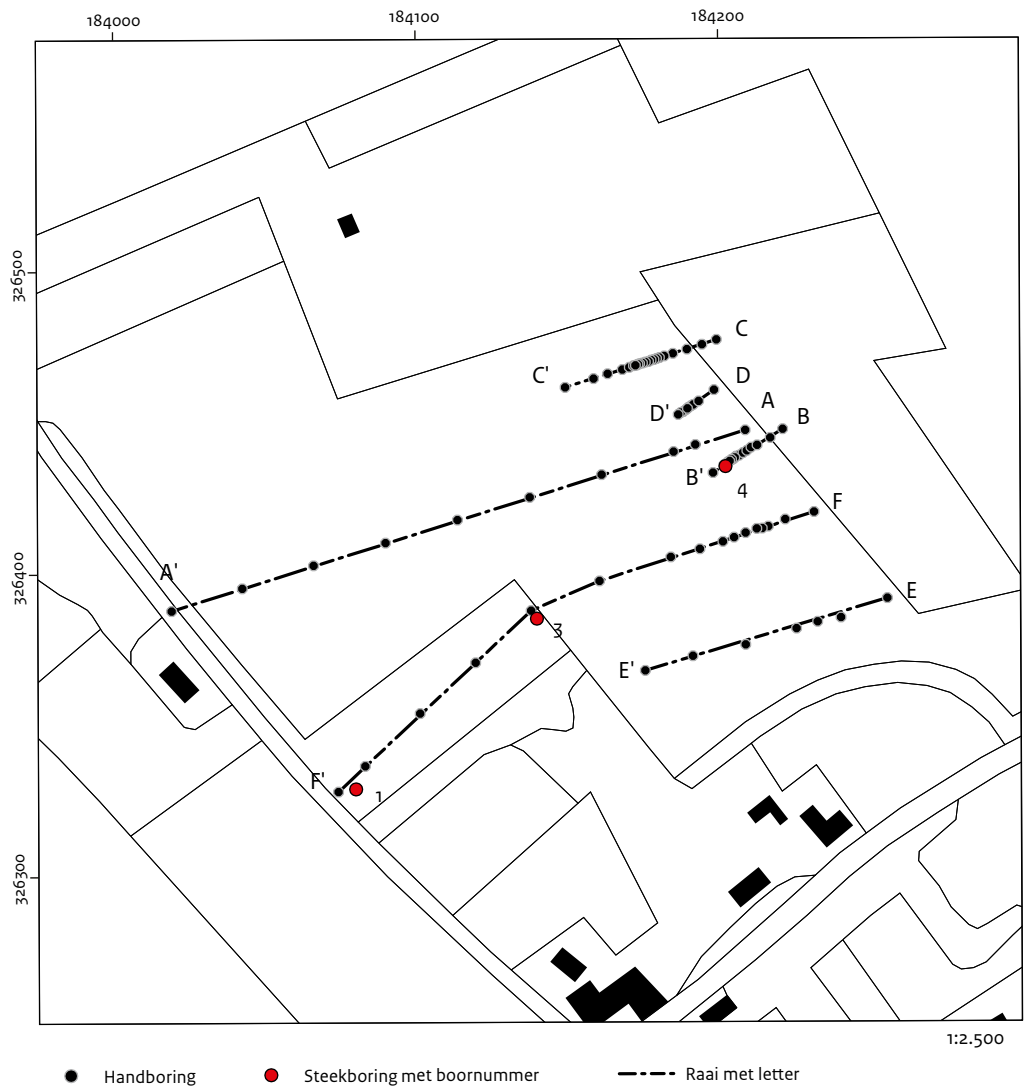 184000 184100 184200
326500
C
C'
D
D'
A
B
B'
4
F
A'
326400
3
E
E'
F'
1
326300
1:2.500
Handboring Steekboring met boornummer Raai met letter